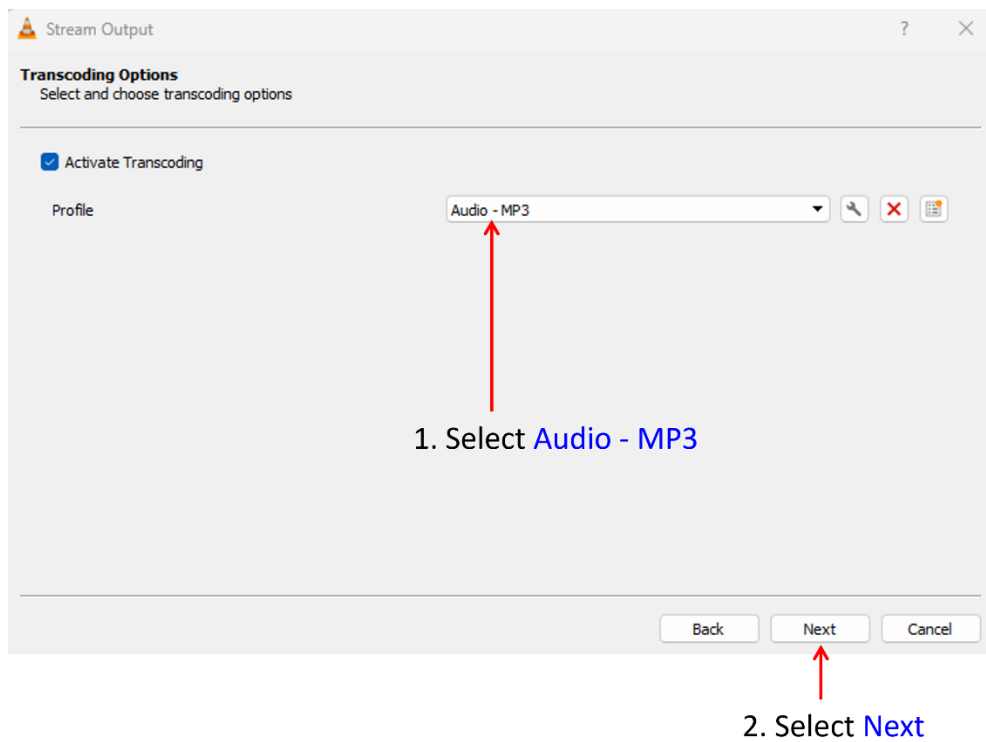 Stream Output
?
Transcoding Options
Select and choose transcoding options
Activate Transcoding
Profile
Audio - MP3
1. Select Audio - MP3
Back
Next
Cancel
2. Select Next